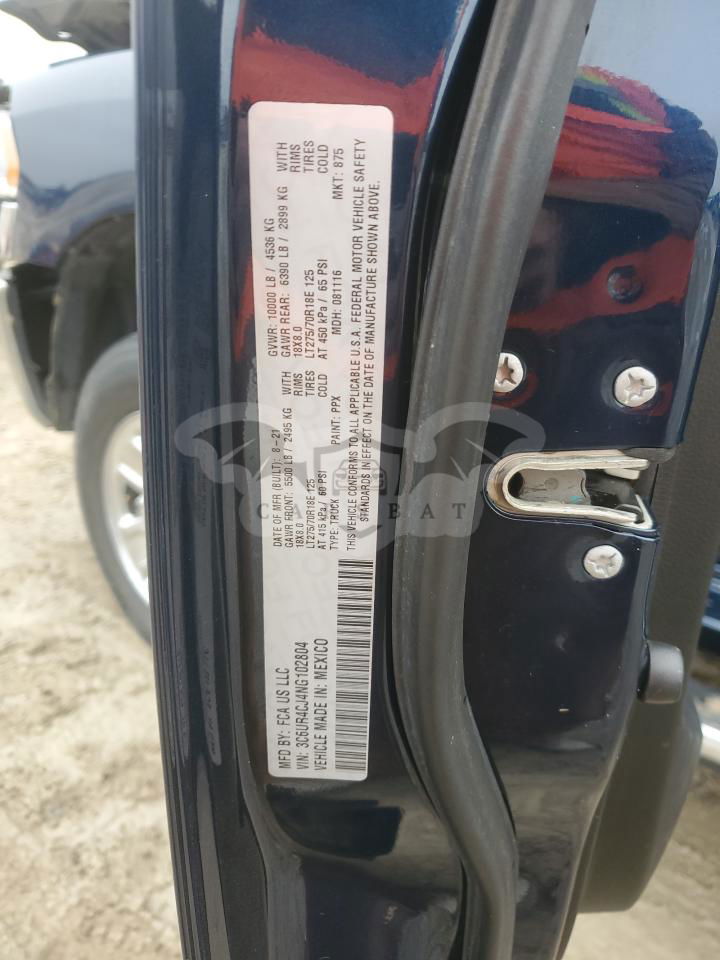 MFD BY: FCA US LLC
VIN: 3C6UR4CJ4NG102804
VEHICLE MADE IN: MEXICO
DATE OF MFR (BUILT): 8-21 GVWR: 10000 LB / 4536 KG
GAWR FRONT: 5500 LB / 2495 KG WITH GAWR REAR: 6390 LB / 2899 KG WITH
18X8.0 RIMS 18X8.0 RIMS
LT275/70R18E 125 TIRES LT275/70R18E 125 TIRES
AT 415 kPa / 60 PSI COLD AT 450 kPa / 65 PSI COLD
TYPE: TRUCK PAINT: PPX MDH: 081116 MKT: 875
THIS VEHICLE CONFORMS TO ALL APPLICABLE U.S.A. FEDERAL MOTOR VEHICLE SAFETY
STANDARDS IN EFFECT ON THE DATE OF MANUFACTURE SHOWN ABOVE.
CARBAT